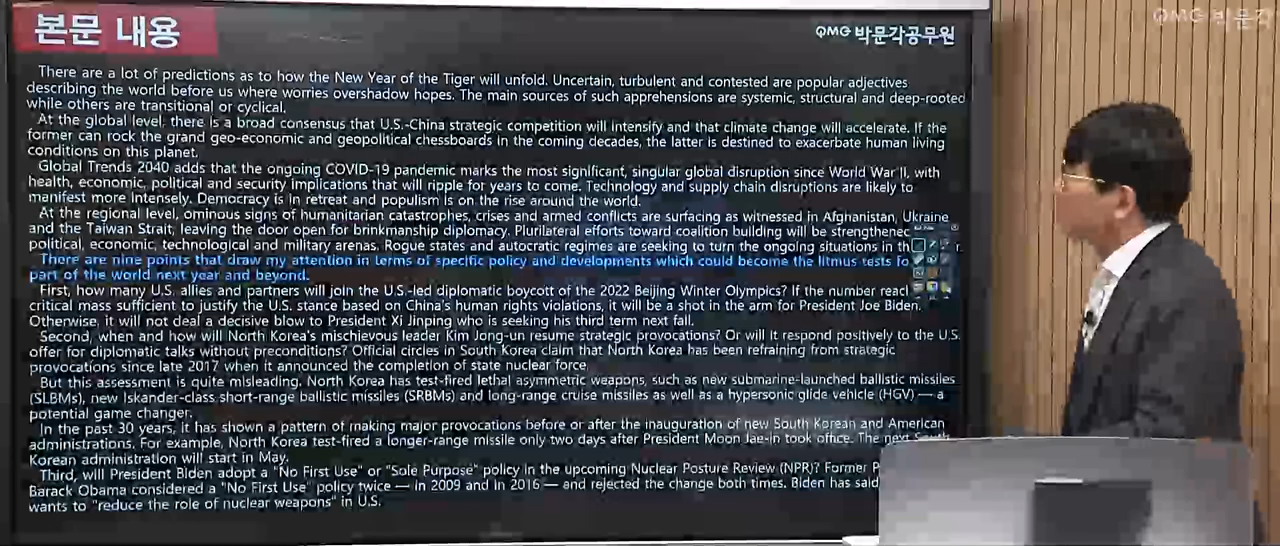 본문 내용
QMG 박문각공무원
QMG 박문각
There are a lot of predictions as to how the New Year of the Tiger will unfold. Uncertain, turbulent and contested are popular adjectives
describing the world before us where worries overshadow hopes. The main sources of such apprehensions are systemic, structural and deep-rooted
while others are transitional or cyclical.
At the global level, there is a broad consensus that U.S.-China strategic competition will intensify and that climate change will accelerate. If the
former can rock the grand geo-economic and geopolitical chessboards in the coming decades, the latter is destined to exacerbate human living
conditions on this planet.
Global Trends 2040 adds that the ongoing COVID-19 pandemic marks the most significant, singular global disruption since World War II, with
health, economic, political and security implications that will ripple for years to come. Technology and supply chain disruptions are likely to
manifest more intensely. Democracy is in retreat and populism is on the rise around the world.
At the regional level, ominous signs of humanitarian catastrophes, crises and armed conflicts are surfacing as witnessed in Afghanistan, Ukraine
and the Taiwan Strait, leaving the door open for brinkmanship diplomacy. Plurilateral efforts toward coalition building will be strengthened
political, economic, technological and military arenas. Rogue states and autocratic regimes are seeking to turn the ongoing situations in th
There are nine points that draw my attention in terms of specific policy and developments which could become the litmus tests fo
part of the world next year and beyond.
First, how many U.S. allies and partners will join the U.S.-led diplomatic boycott of the 2022 Beijing Winter Olympics? If the number reac
critical mass sufficient to justify the U.S. stance based on China's human rights violations, it will be a shot in the arm for President Joe Biden.
Otherwise, it will not deal a decisive blow to President Xi Jinping who is seeking his third term next fall.
Second, when and how will North Korea's mischievous leader Kim Jong-un resume strategic provocations? Or will it respond positively to the U.S.
offer for diplomatic talks without preconditions? Official circles in South Korea claim that North Korea has been refraining from strategic
provocations since late 2017 when it announced the completion of state nuclear force.
But this assessment is quite misleading. North Korea has test-fired lethal asymmetric weapons, such as new submarine-launched ballistic missiles
(SLBMs), new Iskander-class short-range ballistic missiles (SRBMs) and long-range cruise missiles as well as a hypersonic glide vehicle (HGV) — a
potential game changer.
In the past 30 years, it has shown a pattern of making major provocations before or after the inauguration of new South Korean and American
administrations. For example, North Korea test-fired a longer-range missile only two days after President Moon Jae-in took office. The next South
Korean administration will start in May.
Third, will President Biden adopt a "No First Use" or "Sole Purpose" policy in the upcoming Nuclear Posture Review (NPR)? Former P
Barack Obama considered a "No First Use" policy twice — in 2009 and in 2016 — and rejected the change both times. Biden has said
wants to "reduce the role of nuclear weapons" in U.S.